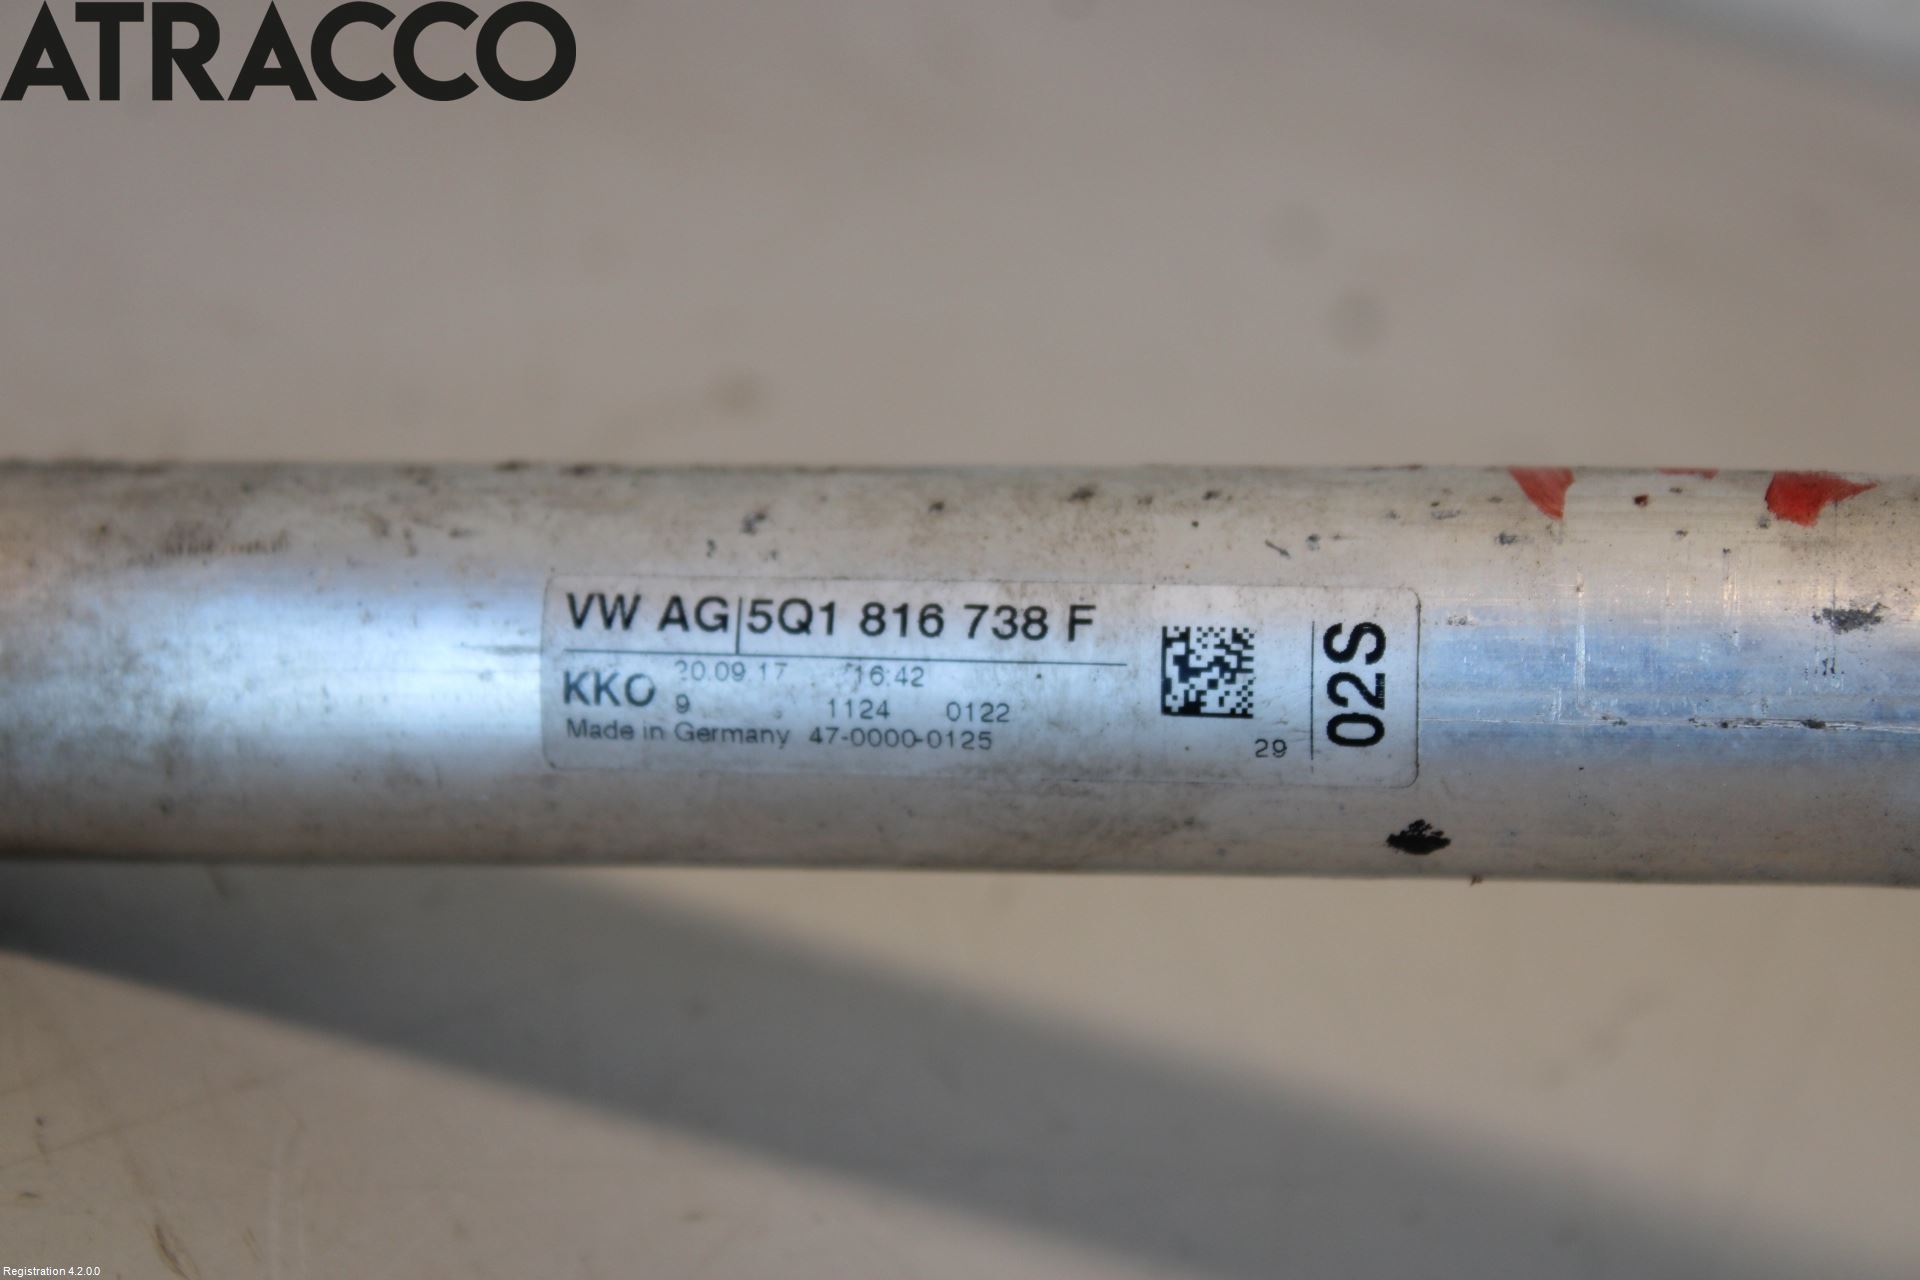 ATRACCO
VW AG|5Q1 816 738 F
KKO 20.09.17 16:42
9 1124 0122
Made in Germany 47-0000-0125
29
02S
Registration 4.2.0.0